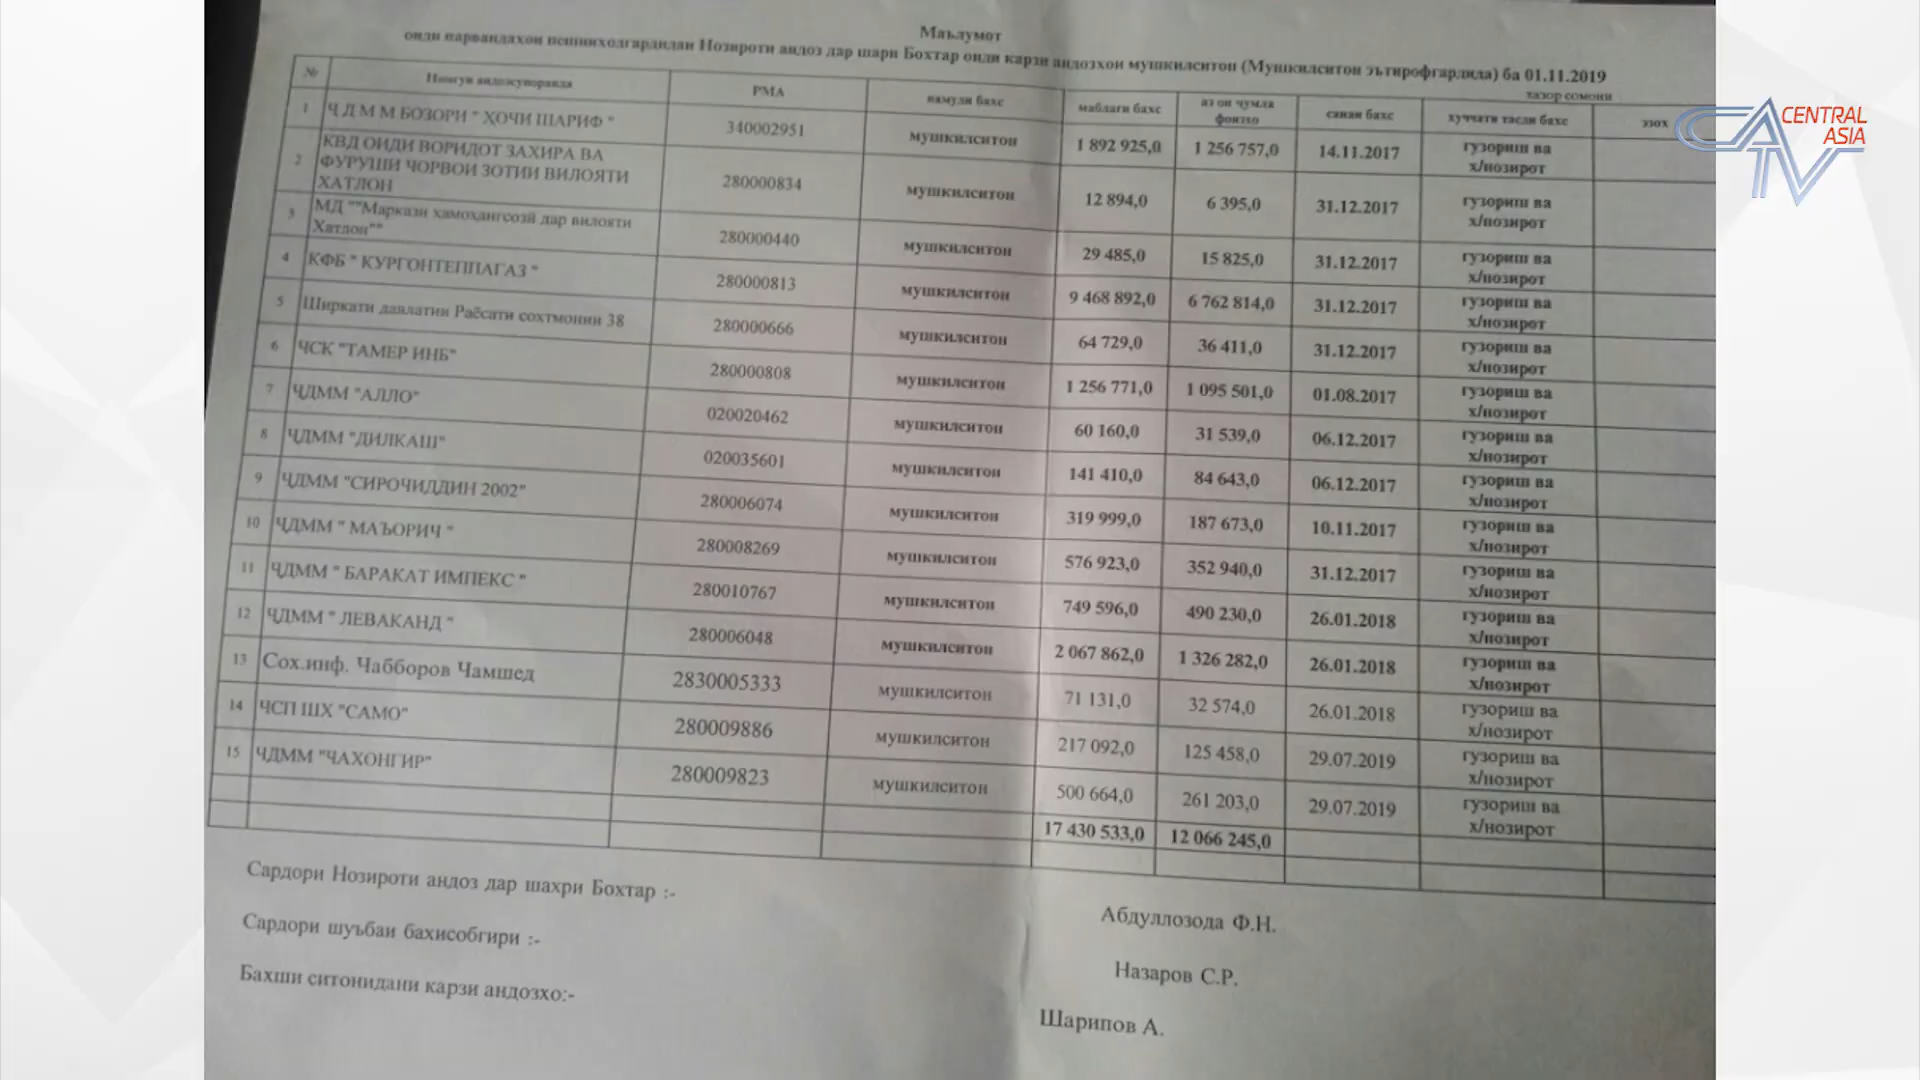 Маълумот
оиди парвандахои пешниходгардидаи Нозироти андоз дар шари Бохтар оиди карзи андозхои мушкилситон (Мушкилситон эътирофгардида) ба 01.11.2019
хазор сомони
№ Номгуи андозсупоранда РМА намуди бахс маблаги бахс аз он чумла фоизхо санаи бахс хуччати тасли бахс эзох
1 Ҷ Д М М БОЗОРИ " ҲОЧИ ШАРИФ " 340002951 мушкилситон 1 892 925,0 1 256 757,0 14.11.2017 гузориш ва х/нозирот
2 КВД ОИДИ ВОРИДОТ ЗАХИРА ВА ФУРУШИ ЧОРВОИ ЗОТИИ ВИЛОЯТИ ХАТЛОН 280000834 мушкилситон 12 894,0 6 395,0 31.12.2017 гузориш ва х/нозирот
3 МД ""Маркази хамохангсозй дар вилояти Хатлон"" 280000440 мушкилситон 29 485,0 15 825,0 31.12.2017 гузориш ва х/нозирот
4 КФБ " КУРГОНТЕППАГАЗ " 280000813 мушкилситон 9 468 892,0 6 762 814,0 31.12.2017 гузориш ва х/нозирот
5 Ширкати давлатии Раёсати сохтмонии 38 280000666 мушкилситон 64 729,0 36 411,0 31.12.2017 гузориш ва х/нозирот
6 ЧСК "ТАМЕР ИНБ" 280000808 мушкилситон 1 256 771,0 1 095 501,0 01.08.2017 гузориш ва х/нозирот
7 ҶДММ "АЛЛО" 020020462 мушкилситон 60 160,0 31 539,0 06.12.2017 гузориш ва х/нозирот
8 ҶДММ "ДИЛКАШ" 020035601 мушкилситон 141 410,0 84 643,0 06.12.2017 гузориш ва х/нозирот
9 ҶДММ "СИРОЧИДДИН 2002" 280006074 мушкилситон 319 999,0 187 673,0 10.11.2017 гузориш ва х/нозирот
10 ҶДММ " МАЪОРИЧ " 280008269 мушкилситон 576 923,0 352 940,0 31.12.2017 гузориш ва х/нозирот
11 ҶДММ " БАРАКАТ ИМПЕКС " 280010767 мушкилситон 749 596,0 490 230,0 26.01.2018 гузориш ва х/нозирот
12 ҶДММ " ЛЕВАКАНД " 280006048 мушкилситон 2 067 862,0 1 326 282,0 26.01.2018 гузориш ва х/нозирот
13 Сох.инф. Чабборов Чамшед 2830005333 мушкилситон 71 131,0 32 574,0 26.01.2018 гузориш ва х/нозирот
14 ЧСП ШХ "САМО" 280009886 мушкилситон 217 092,0 125 458,0 29.07.2019 гузориш ва х/нозирот
15 ЧДММ "ЧАХОНГИР" 280009823 мушкилситон 500 664,0 261 203,0 29.07.2019 гузориш ва х/нозирот
17 430 533,0 12 066 245,0
Сардори Нозироти андоз дар шахри Бохтар :- Абдуллозода Ф.Н.
Сардори шуъбаи бахисобгири :- Назаров С.Р.
Бахши ситонидани карзи андозхо:- Шарипов А.
CATV CENTRAL ASIA